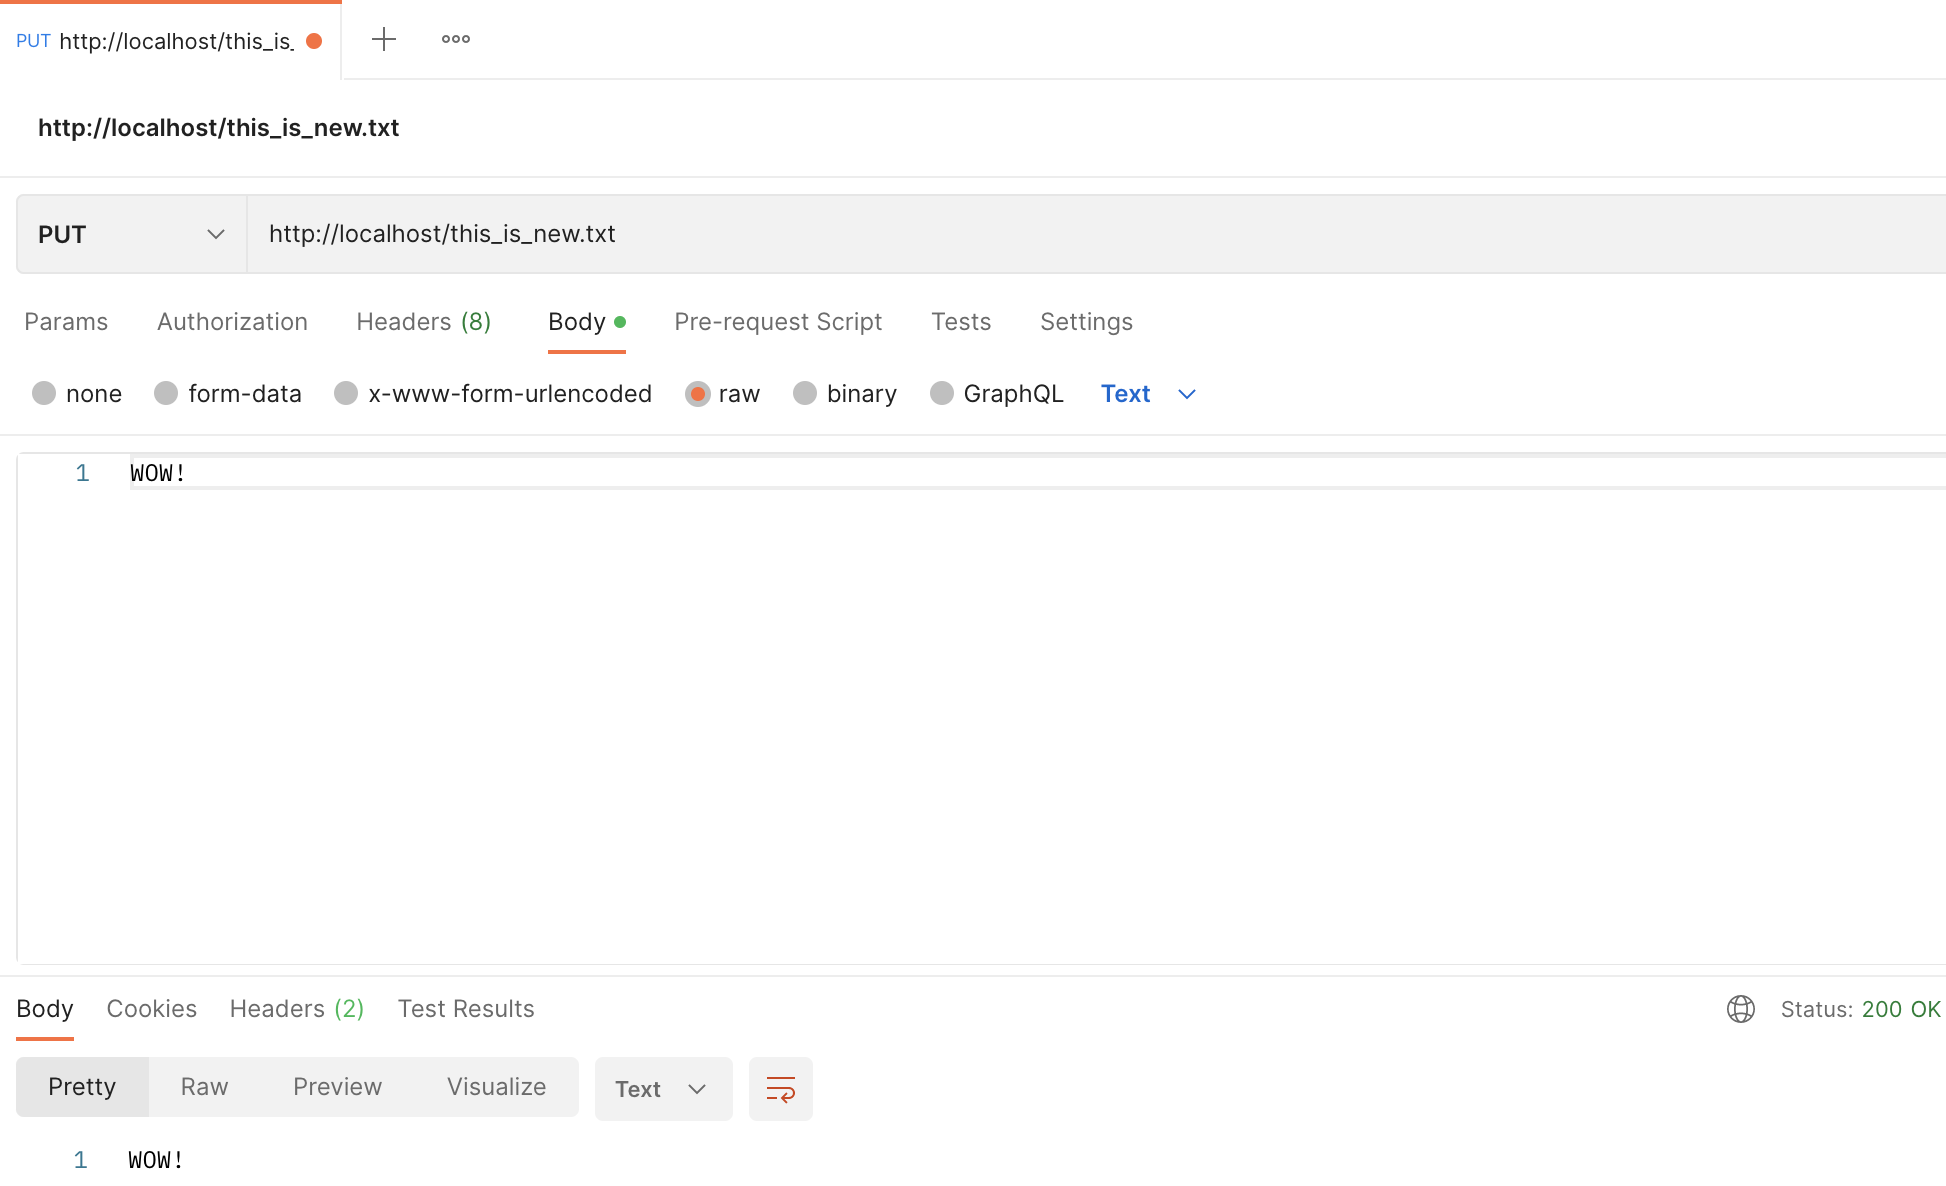 PUT http://localhost/this_is_
http://localhost/this_is_new.txt
PUT http://localhost/this_is_new.txt
Params Authorization Headers (8) Body Pre-request Script Tests Settings
none form-data x-www-form-urlencoded raw binary GraphQL Text
1 WOW!
Body Cookies Headers (2) Test Results Status: 200 OK
Pretty Raw Preview Visualize Text
1 WOW!